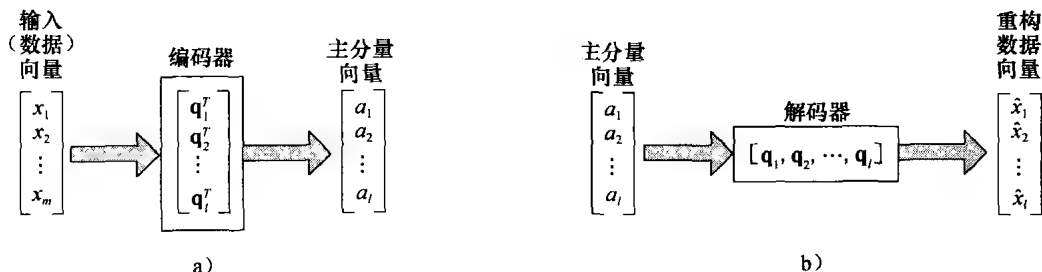 输入
（数据）
向量
x₁
x₂
⋮
xₘ
编码器
q₁ᵀ
q₂ᵀ
⋮
qₗᵀ
主分量
向量
a₁
a₂
⋮
aₗ
a）
主分量
向量
a₁
a₂
⋮
aₗ
解码器
[q₁, q₂, ⋯, qₗ]
重构
数据
向量
x̂₁
x̂₂
⋮
x̂ₗ
b）